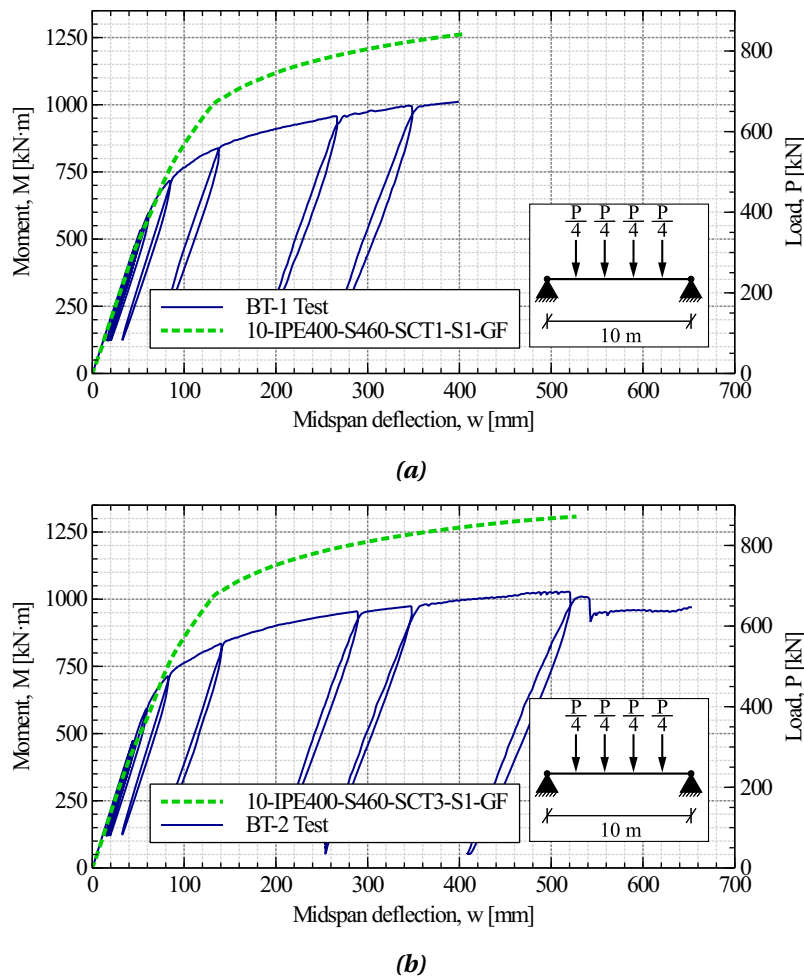 1250
1000
750
500
250
0
Moment, M [kN·m]
800
600
400
200
0
Load, P [kN]
P P P P
4 4 4 4
10 m
BT-1 Test
10-IPE400-S460-SCT1-S1-GF
0 100 200 300 400 500 600 700
Midspan deflection, w [mm]
(a)
1250
1000
750
500
250
0
Moment, M [kN·m]
800
600
400
200
0
Load, P [kN]
P P P P
4 4 4 4
10 m
10-IPE400-S460-SCT3-S1-GF
BT-2 Test
0 100 200 300 400 500 600 700
Midspan deflection, w [mm]
(b)